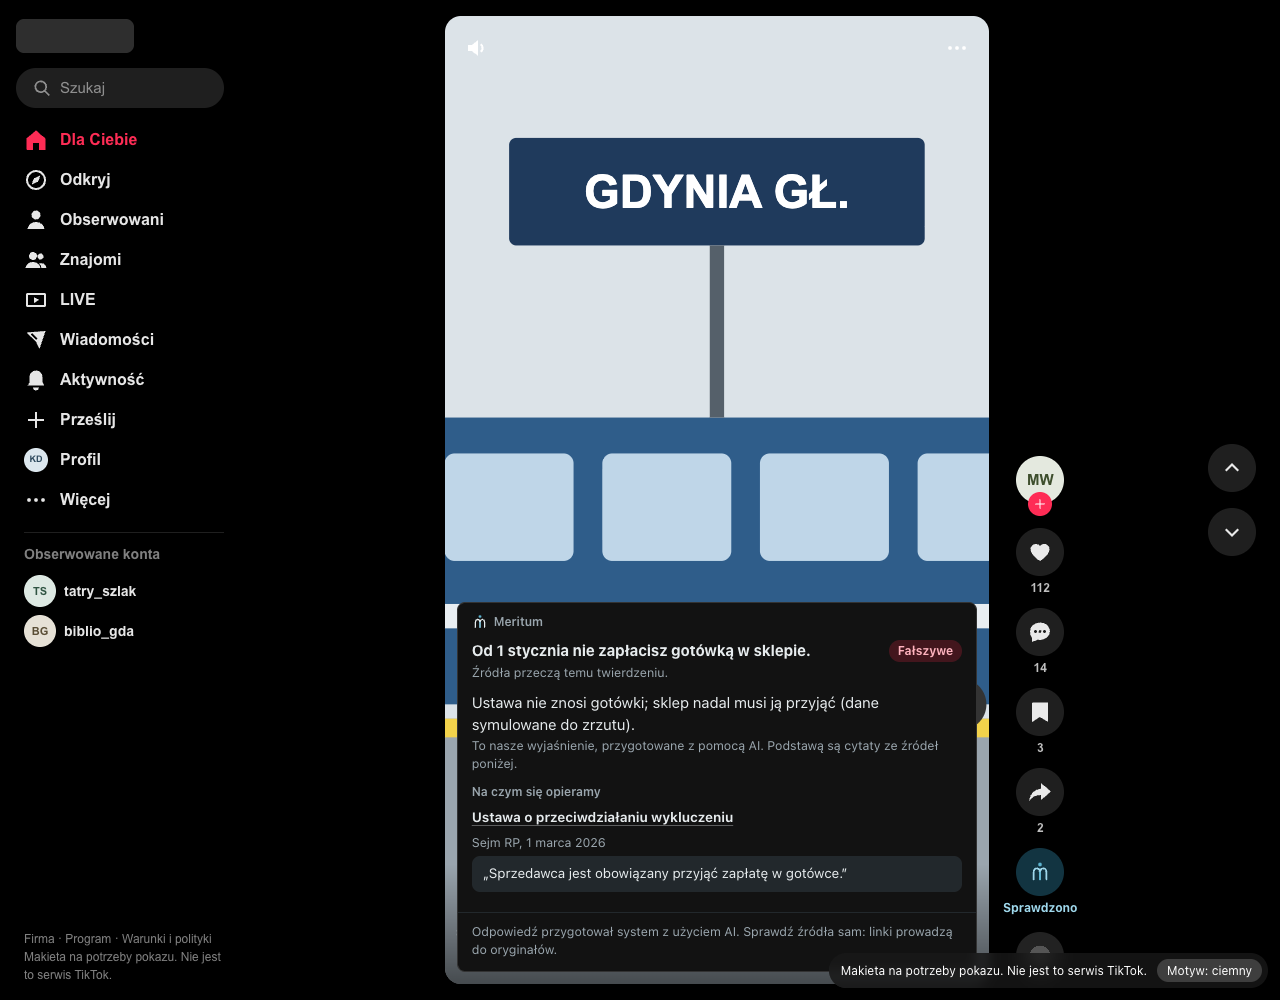 Szukaj
Dla Ciebie
Odkryj
Obserwowani
Znajomi
LIVE
Wiadomości
Aktywność
Prześlij
KD Profil
Więcej
Obserwowane konta
TS tatry_szlak
BG biblio_gda
Firma · Program · Warunki i polityki
Makieta na potrzeby pokazu. Nie jest
to serwis TikTok.
GDYNIA GŁ.
Meritum
Od 1 stycznia nie zapłacisz gotówką w sklepie.
Fałszywe
Źródła przeczą temu twierdzeniu.
Ustawa nie znosi gotówki; sklep nadal musi ją przyjąć (dane
symulowane do zrzutu).
To nasze wyjaśnienie, przygotowane z pomocą AI. Podstawą są cytaty ze źródeł
poniżej.
Na czym się opieramy
Ustawa o przeciwdziałaniu wykluczeniu
Sejm RP, 1 marca 2026
„Sprzedawca jest obowiązany przyjąć zapłatę w gotówce.”
Odpowiedź przygotował system z użyciem AI. Sprawdź źródła sam: linki prowadzą
do oryginałów.
MW
112
14
3
2
Sprawdzono
Makieta na potrzeby pokazu. Nie jest to serwis TikTok.
Motyw: ciemny